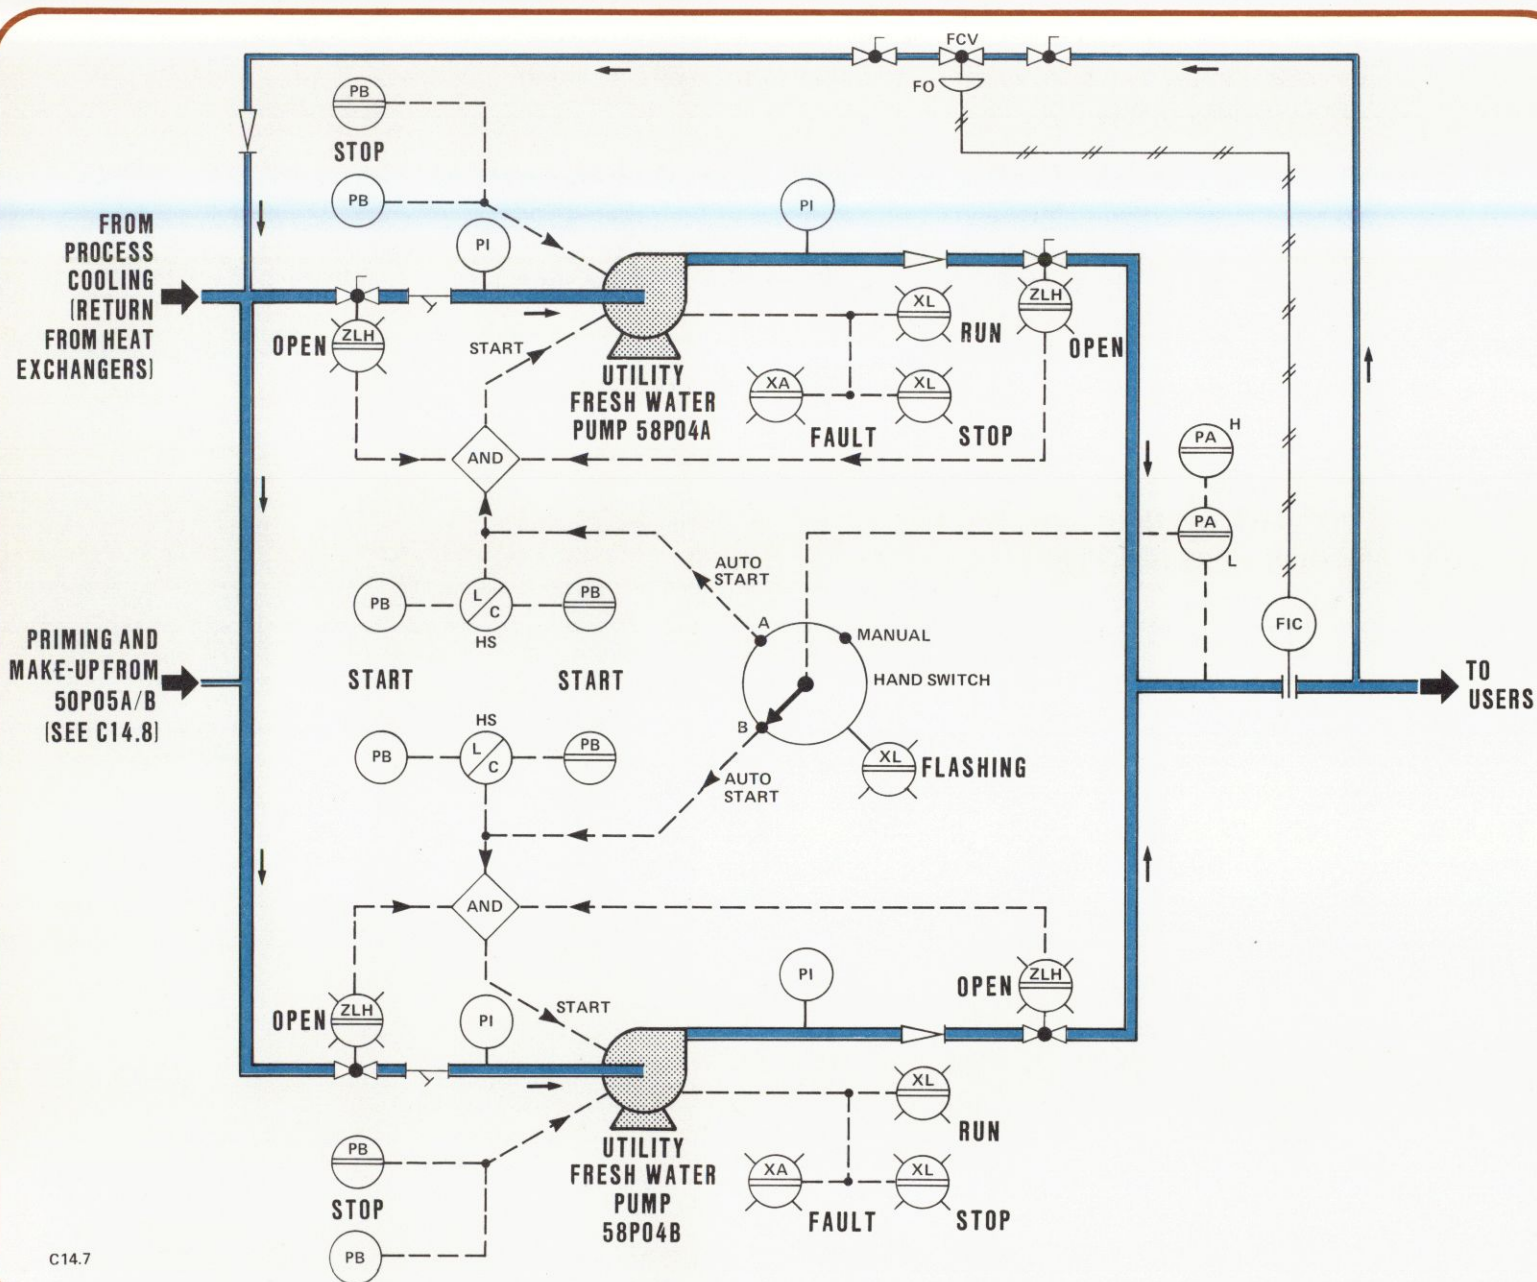 FCV
FO
PB
STOP
PB
PI
PI
FROM
PROCESS
COOLING
(RETURN
FROM HEAT
EXCHANGERS)
ZLH
OPEN
START
XL
RUN
ZLH
OPEN
UTILITY
FRESH WATER
PUMP 58P04A
XA
FAULT
XL
STOP
AND
PA
H
PA
L
AUTO
START
PB
L/C
HS
PB
START
START
A
MANUAL
HAND SWITCH
B
FIC
PRIMING AND
MAKE-UP FROM
50P05A/B
(SEE C14.8)
TO
USERS
HS
PB
L/C
PB
XL
FLASHING
AUTO
START
AND
ZLH
OPEN
PI
START
PI
OPEN
ZLH
UTILITY
FRESH WATER
PUMP
58P04B
XL
RUN
XA
FAULT
XL
STOP
PB
STOP
PB
C14.7